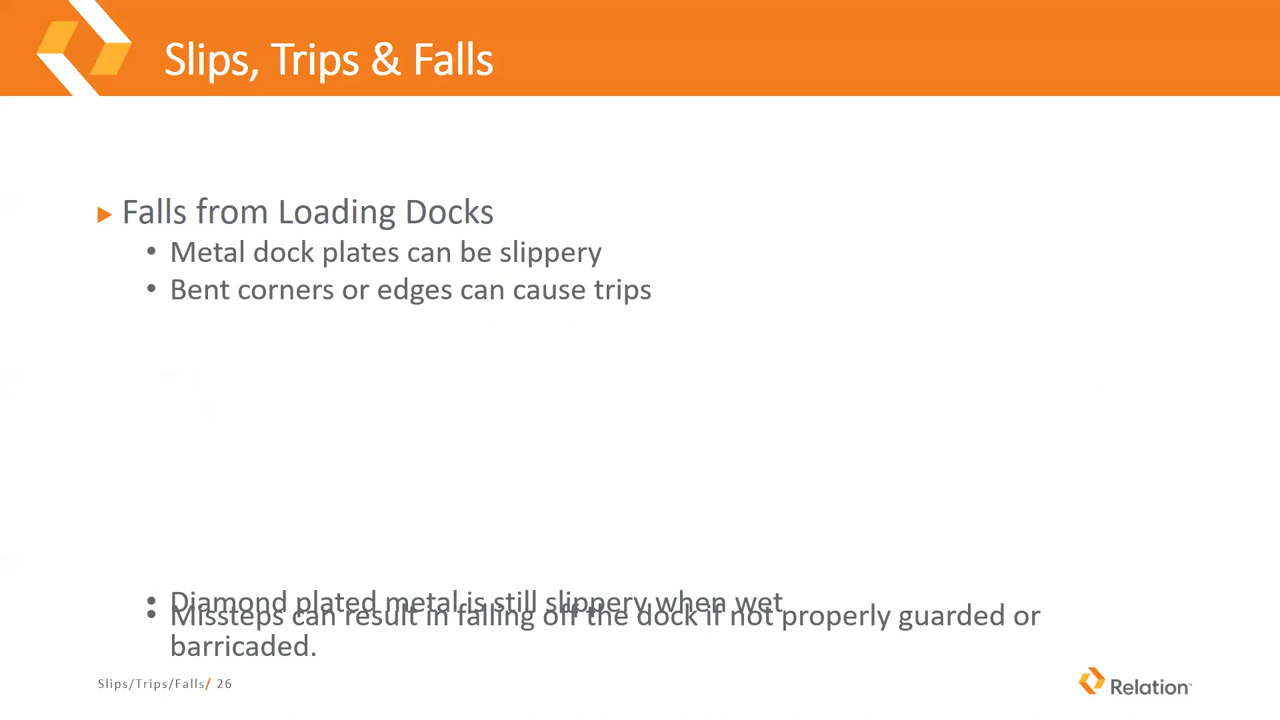 Slips, Trips & Falls
Falls from Loading Docks
• Metal dock plates can be slippery
• Bent corners or edges can cause trips
• Diamond plated metal is still slippery when wet
• Missteps can result in falling off the dock if not properly guarded or
barricaded.
Slips/Trips/Falls/ 26
Relation™